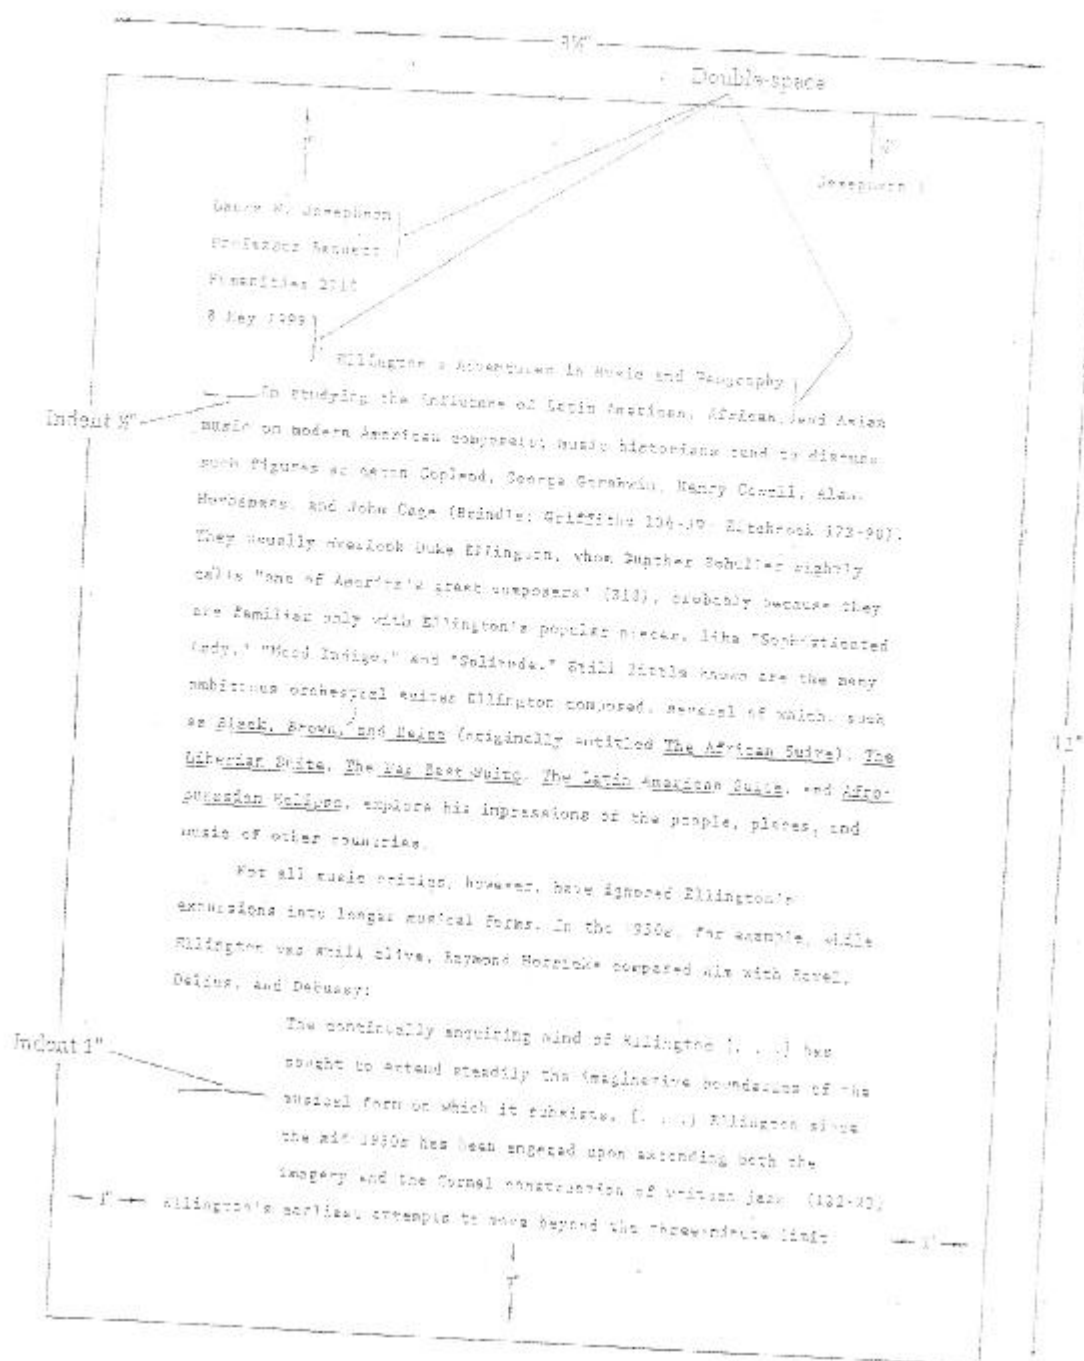 8½"
Double-space
1"
½"
Josephson 1
Laura N. Josephson
Professor Bennett
Humanities 2710
8 May 1999
Ellington's Adventures in Music and Geography
Indent ½"
In studying the influence of Latin American, African, and Asian
music on modern American composers, music historians tend to discuss
such figures as Aaron Copland, George Gershwin, Henry Cowell, Alan
Hovhaness, and John Cage (Brindle; Griffiths 104-39; Hitchcock 173-98).
They usually overlook Duke Ellington, whom Gunther Schuller rightly
calls "one of America's great composers" (318), probably because they
are familiar only with Ellington's popular pieces, like "Sophisticated
Lady," "Mood Indigo," and "Solitude." Still little known are the many
ambitious orchestral suites Ellington composed, several of which, such
as Black, Brown, and Beige (originally entitled The African Suite), The
Liberian Suite, The Far East Suite, The Latin American Suite, and Afro-
Eurasian Eclipse, explore his impressions of the people, places, and
music of other countries.
11"
Not all music critics, however, have ignored Ellington's
excursions into longer musical forms. In the 1950s, for example, while
Ellington was still alive, Raymond Horricks compared him with Ravel,
Delius, and Debussy:
Indent 1"
The continually enquiring mind of Ellington [. . .] has
sought to extend steadily the imaginative boundaries of the
musical form on which it subsists. [. . .] Ellington since
the mid-1930s has been engaged upon extending both the
imagery and the formal construction of written jazz. (122-23)
1"
Ellington's earliest attempts to move beyond the three-minute limit
1"
1"